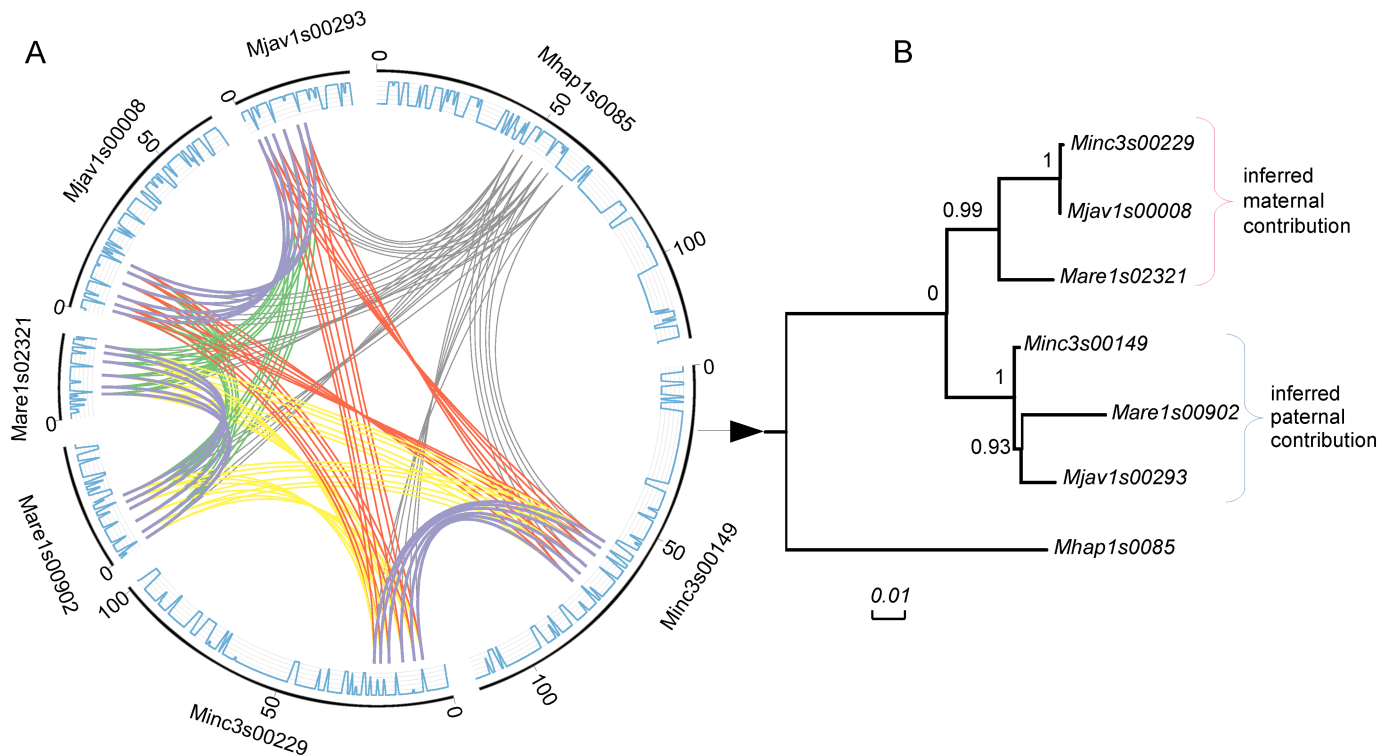 A
Mjav1s00293
0
Mhap1s0085
50
100
0
Minc3s00149
50
100
0
Minc3s00229
50
100
0
Mare1s00902
0
Mare1s02321
0
Mjav1s00008
50
0
B
Minc3s00229
1
Mjav1s00008
0.99
Mare1s02321
0
Minc3s00149
1
Mare1s00902
0.93
Mjav1s00293
Mhap1s0085
0.01
inferred
maternal
contribution
inferred
paternal
contribution